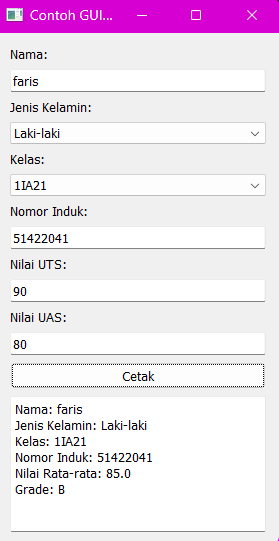 Contoh GUI...
Nama:
faris
Jenis Kelamin:
Laki-laki
Kelas:
1IA21
Nomor Induk:
51422041
Nilai UTS:
90
Nilai UAS:
80
Cetak
Nama: faris
Jenis Kelamin: Laki-laki
Kelas: 1IA21
Nomor Induk: 51422041
Nilai Rata-rata: 85.0
Grade: B